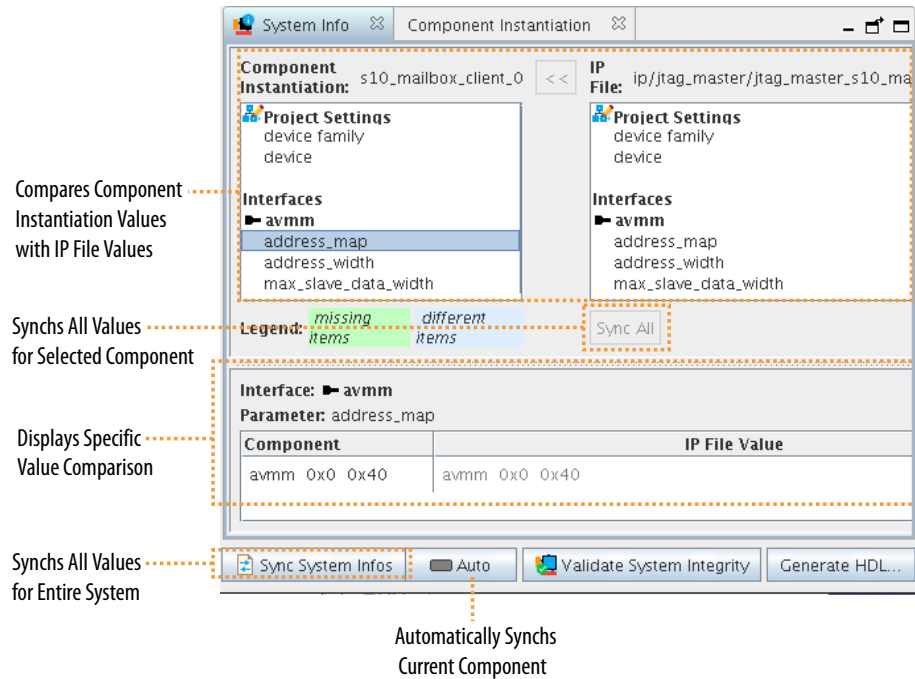 System Info
Component Instantiation
Component Instantiation: s10_mailbox_client_0
<<
IP File: ip/jtag_master/jtag_master_s10_ma
Project Settings
device family
device
Interfaces
avmm
address_map
address_width
max_slave_data_width
Project Settings
device family
device
Interfaces
avmm
address_map
address_width
max_slave_data_width
Compares Component
Instantiation Values
with IP File Values
Legend:
missing
items
different
items
Sync All
Synchs All Values
for Selected Component
Interface: avmm
Parameter: address_map
Component
IP File Value
avmm 0x0 0x40
avmm 0x0 0x40
Displays Specific
Value Comparison
Synchs All Values
for Entire System
Sync System Infos
Auto
Validate System Integrity
Generate HDL...
Automatically Synchs
Current Component